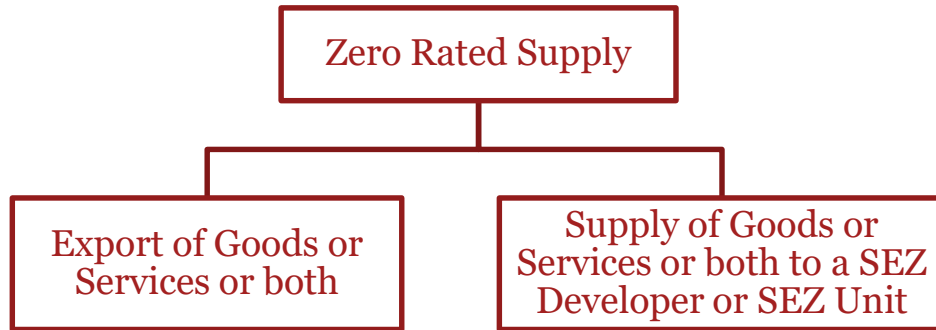 Zero Rated Supply
Export of Goods or
Services or both
Supply of Goods or
Services or both to a SEZ
Developer or SEZ Unit